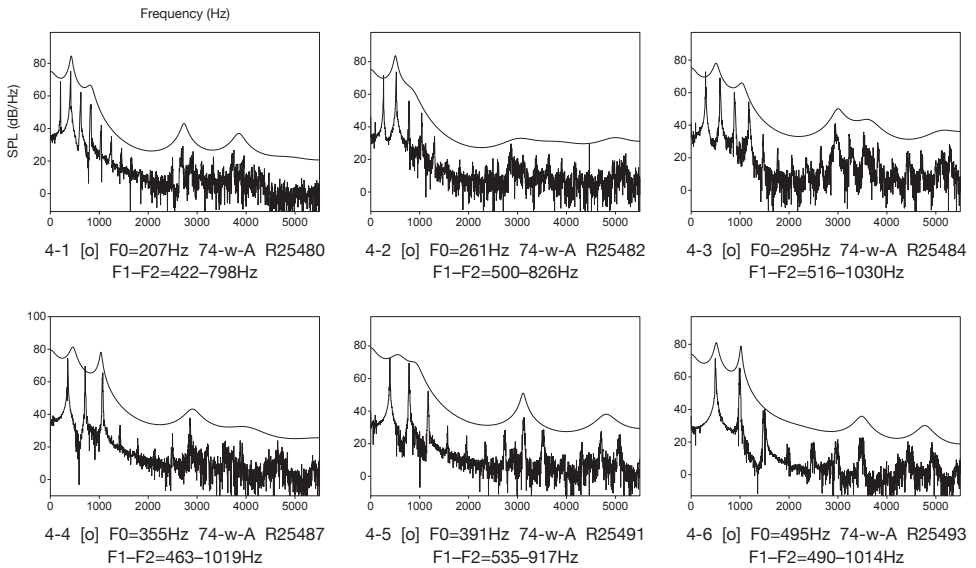 Frequency (Hz)
SPL (dB/Hz)
80
60
40
20
0
0 1000 2000 3000 4000 5000
4-1 [o] F0=207Hz 74-w-A R25480
F1–F2=422–798Hz
80
60
40
20
0
0 1000 2000 3000 4000 5000
4-2 [o] F0=261Hz 74-w-A R25482
F1–F2=500–826Hz
80
60
40
20
0
0 1000 2000 3000 4000 5000
4-3 [o] F0=295Hz 74-w-A R25484
F1–F2=516–1030Hz
100
80
60
40
20
0
0 1000 2000 3000 4000 5000
4-4 [o] F0=355Hz 74-w-A R25487
F1–F2=463–1019Hz
80
60
40
20
0
0 1000 2000 3000 4000 5000
4-5 [o] F0=391Hz 74-w-A R25491
F1–F2=535–917Hz
80
60
40
20
0
0 1000 2000 3000 4000 5000
4-6 [o] F0=495Hz 74-w-A R25493
F1–F2=490–1014Hz